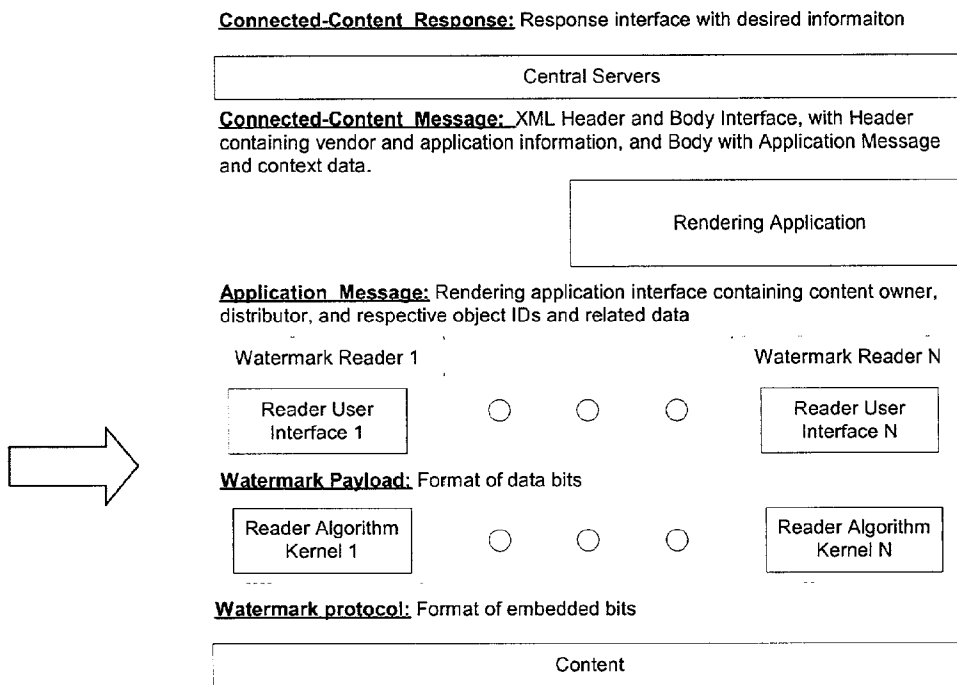 Connected-Content Response: Response interface with desired informaiton
Central Servers
Connected-Content Message: XML Header and Body Interface, with Header
containing vendor and application information, and Body with Application Message
and context data.
Rendering Application
Application Message: Rendering application interface containing content owner,
distributor, and respective object IDs and related data
Watermark Reader 1
Watermark Reader N
Reader User
Interface 1
Reader User
Interface N
Watermark Payload: Format of data bits
Reader Algorithm
Kernel 1
Reader Algorithm
Kernel N
Watermark protocol: Format of embedded bits
Content